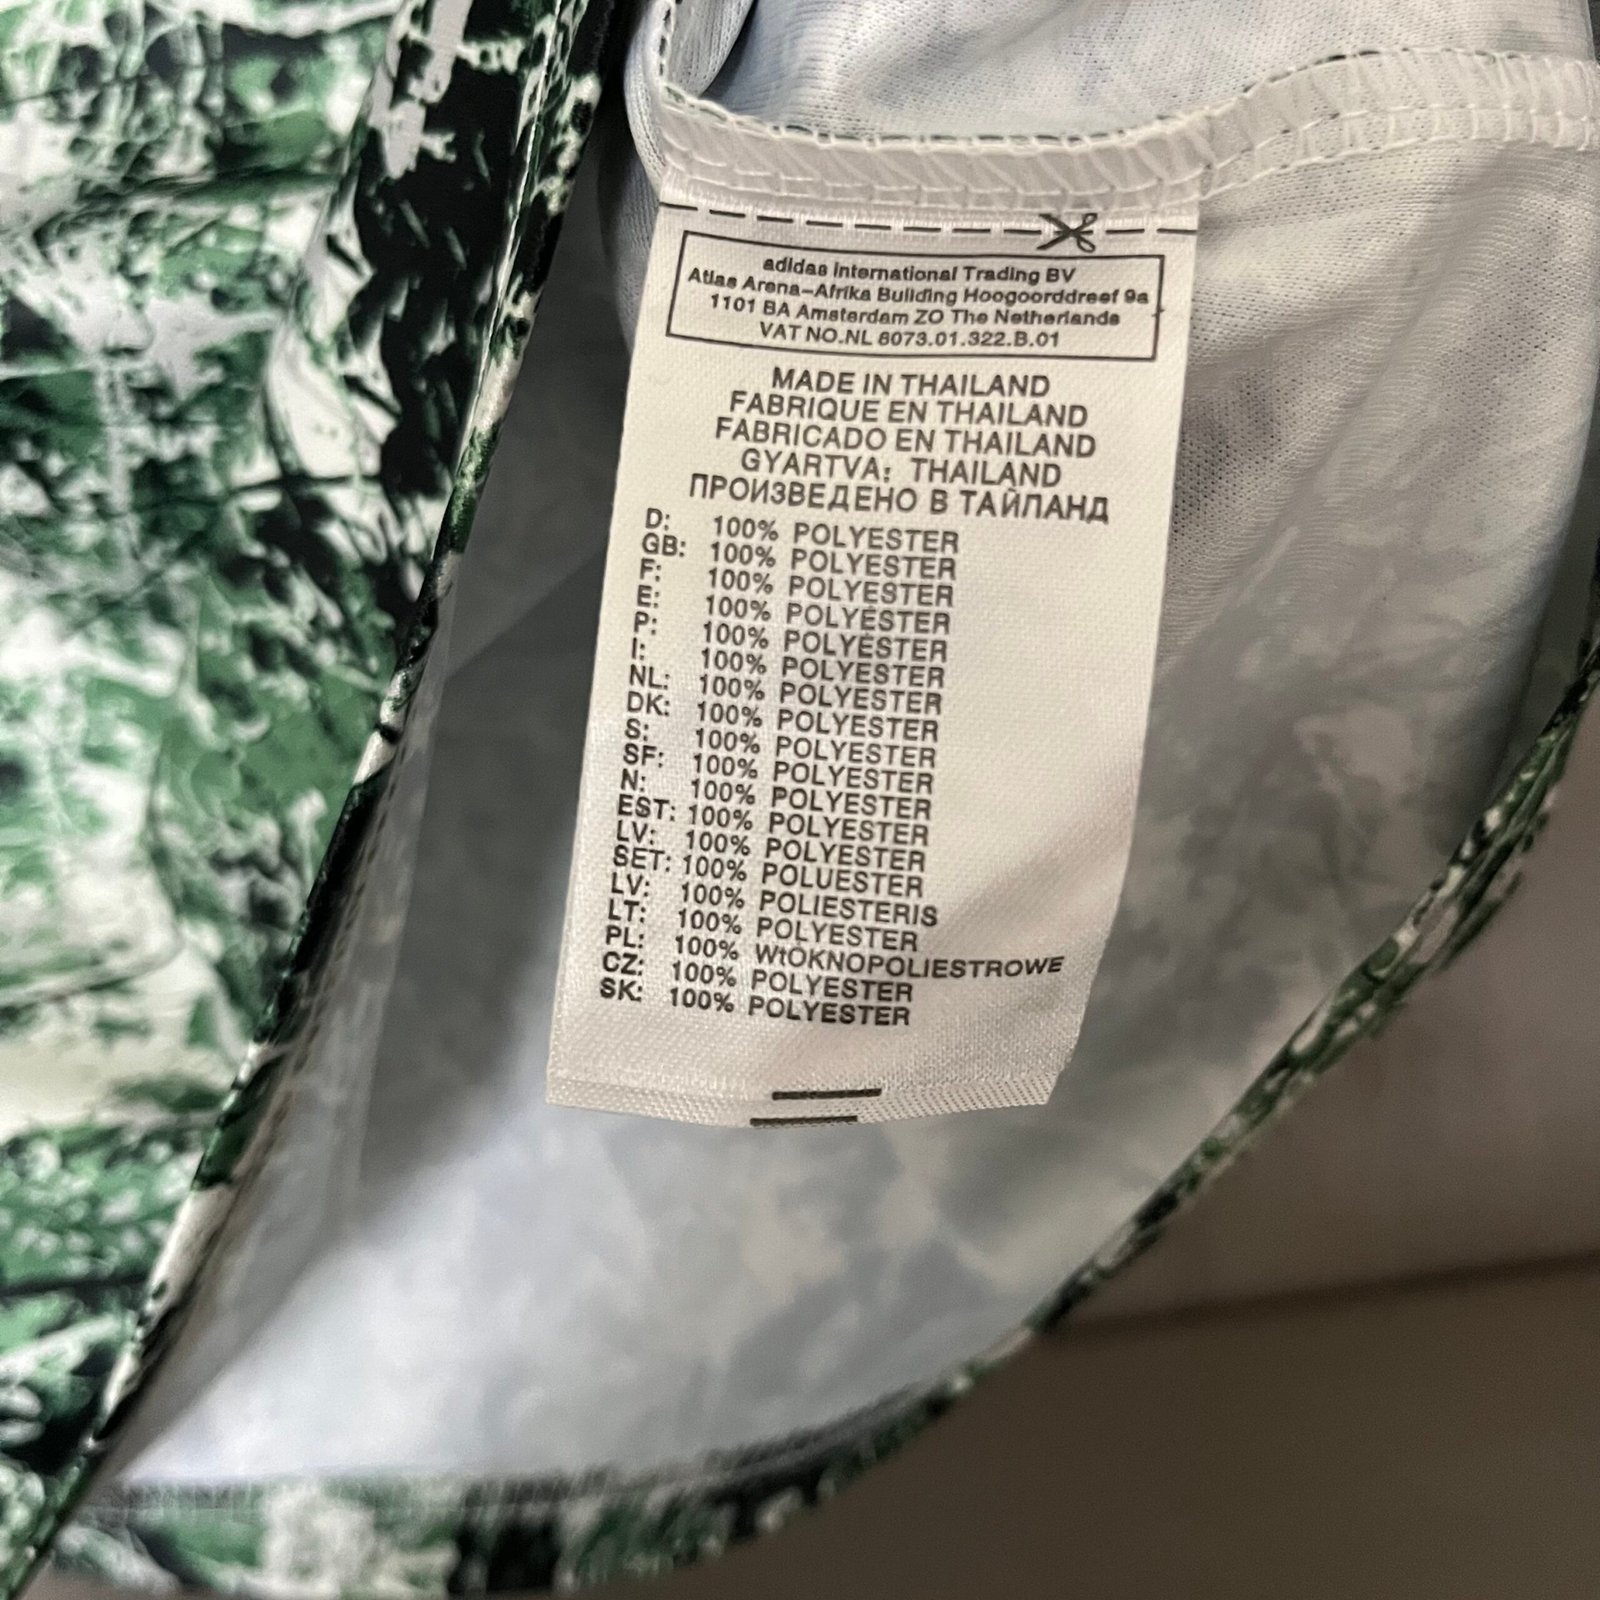 adidas International Trading BV
Atlas Arena-Afrika Building Hoogoorddreef 9a
1101 BA Amsterdam ZO The Netherlands
VAT NO.NL 8073.01.322.B.01
MADE IN THAILAND
FABRIQUE EN THAILAND
FABRICADO EN THAILAND
GYARTVA: THAILAND
ПРОИЗВЕДЕНО В ТАЙЛАНД
D: 100% POLYESTER
GB: 100% POLYESTER
F: 100% POLYESTER
E: 100% POLYESTER
P: 100% POLYESTER
I: 100% POLYESTER
NL: 100% POLYESTER
DK: 100% POLYESTER
S: 100% POLYESTER
SF: 100% POLYESTER
N: 100% POLYESTER
EST: 100% POLYESTER
LV: 100% POLYESTER
SET: 100% POLUESTER
LV: 100% POLIESTERIS
LT: 100% POLYESTER
PL: 100% WtOKNOPOLIESTROWE
CZ: 100% POLYESTER
SK: 100% POLYESTER